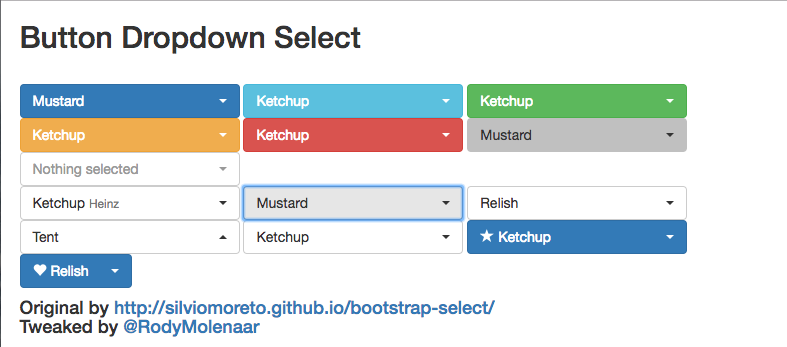 Button Dropdown Select
Mustard Ketchup Ketchup
Ketchup Ketchup Mustard
Nothing selected
Ketchup Heinz Mustard Relish
Tent Ketchup Ketchup
Relish
Original by http://silviomoreto.github.io/bootstrap-select/
Tweaked by @RodyMolenaar